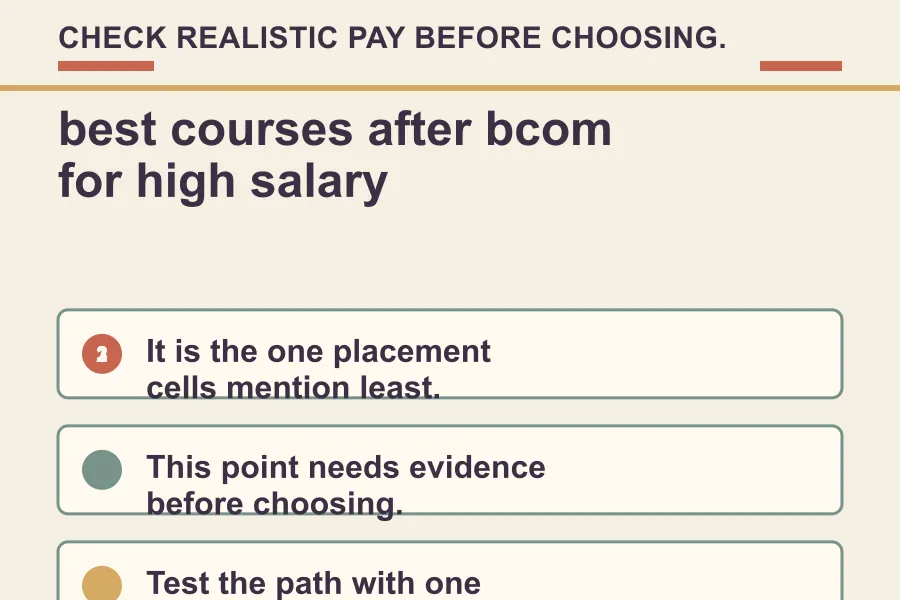 CHECK REALISTIC PAY BEFORE CHOOSING.
best courses after bcom
for high salary
It is the one placement
cells mention least.
This point needs evidence
before choosing.
Test the path with one